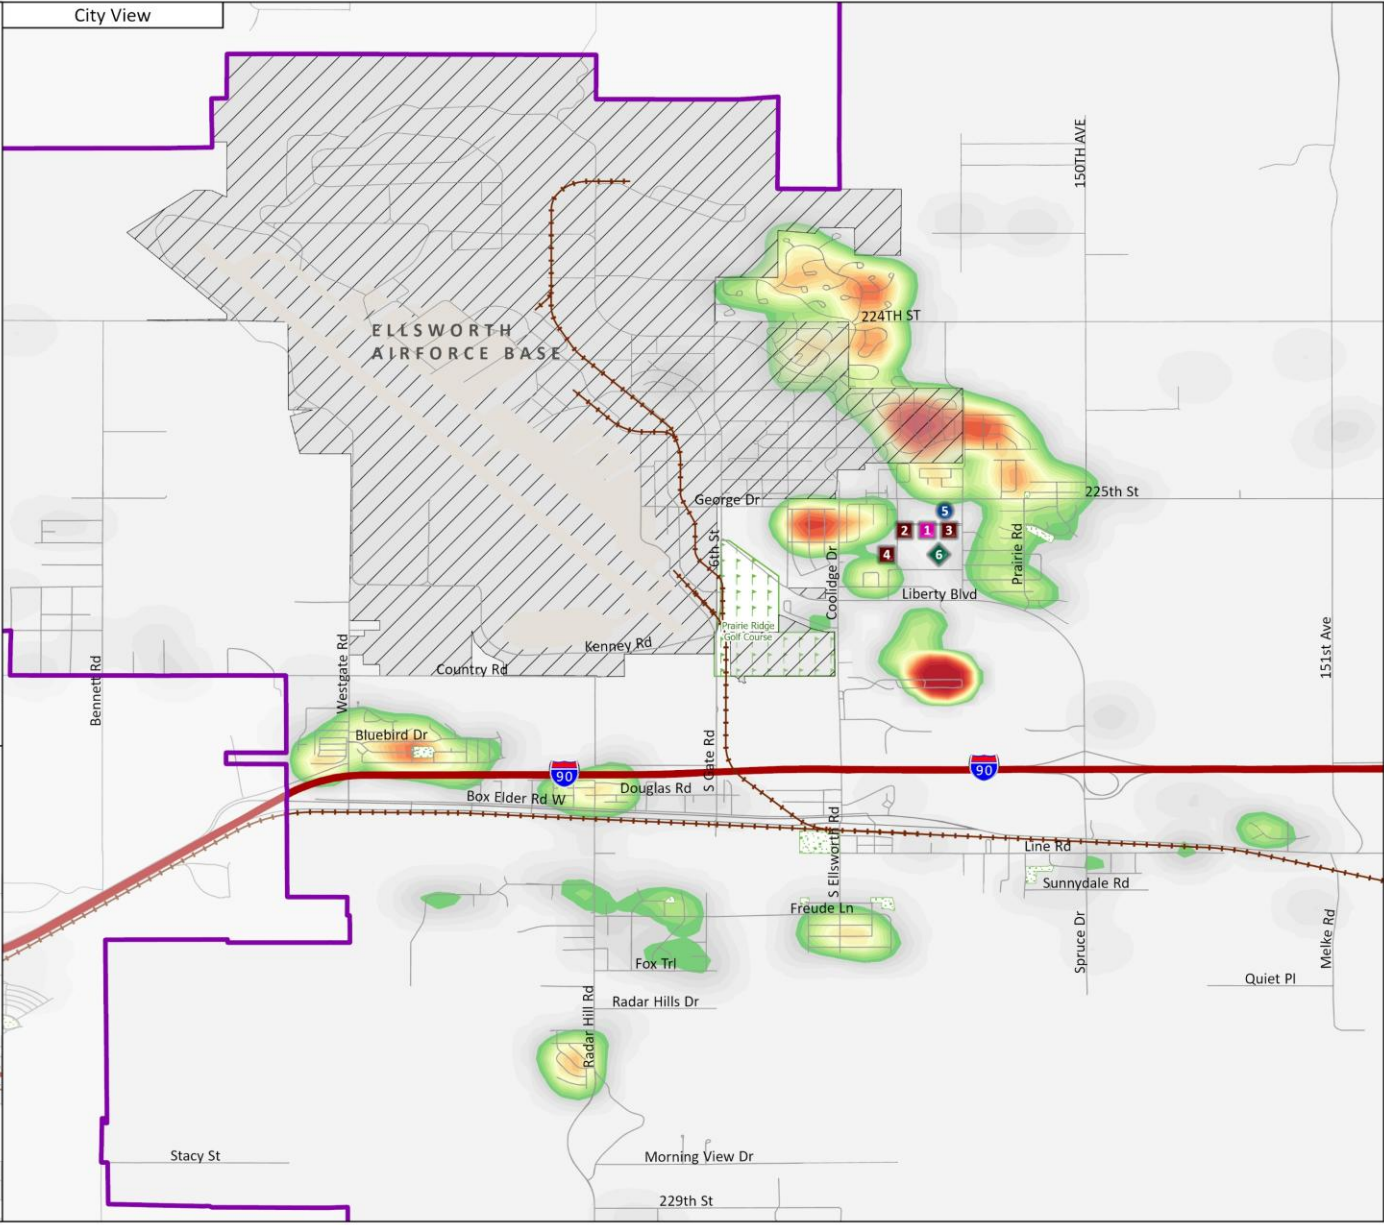 City View
150TH AVE
224TH ST
ELLSWORTH
AIRFORCE BASE
225th St
George Dr
5
2
1
3
4
6
6th St
Coolidge Dr
Prairie Rd
Liberty Blvd
Prairie Ridge
Golf Course
Kenney Rd
Country Rd
Westgate Rd
Bennett Rd
151st Ave
Bluebird Dr
S Gate Rd
90
90
Douglas Rd
Box Elder Rd W
S Ellsworth Rd
Line Rd
Sunnydale Rd
Freude Ln
Spruce Dr
Melke Rd
Fox Trl
Quiet Pl
Radar Hills Dr
Radar Hill Rd
Stacy St
Morning View Dr
229th St